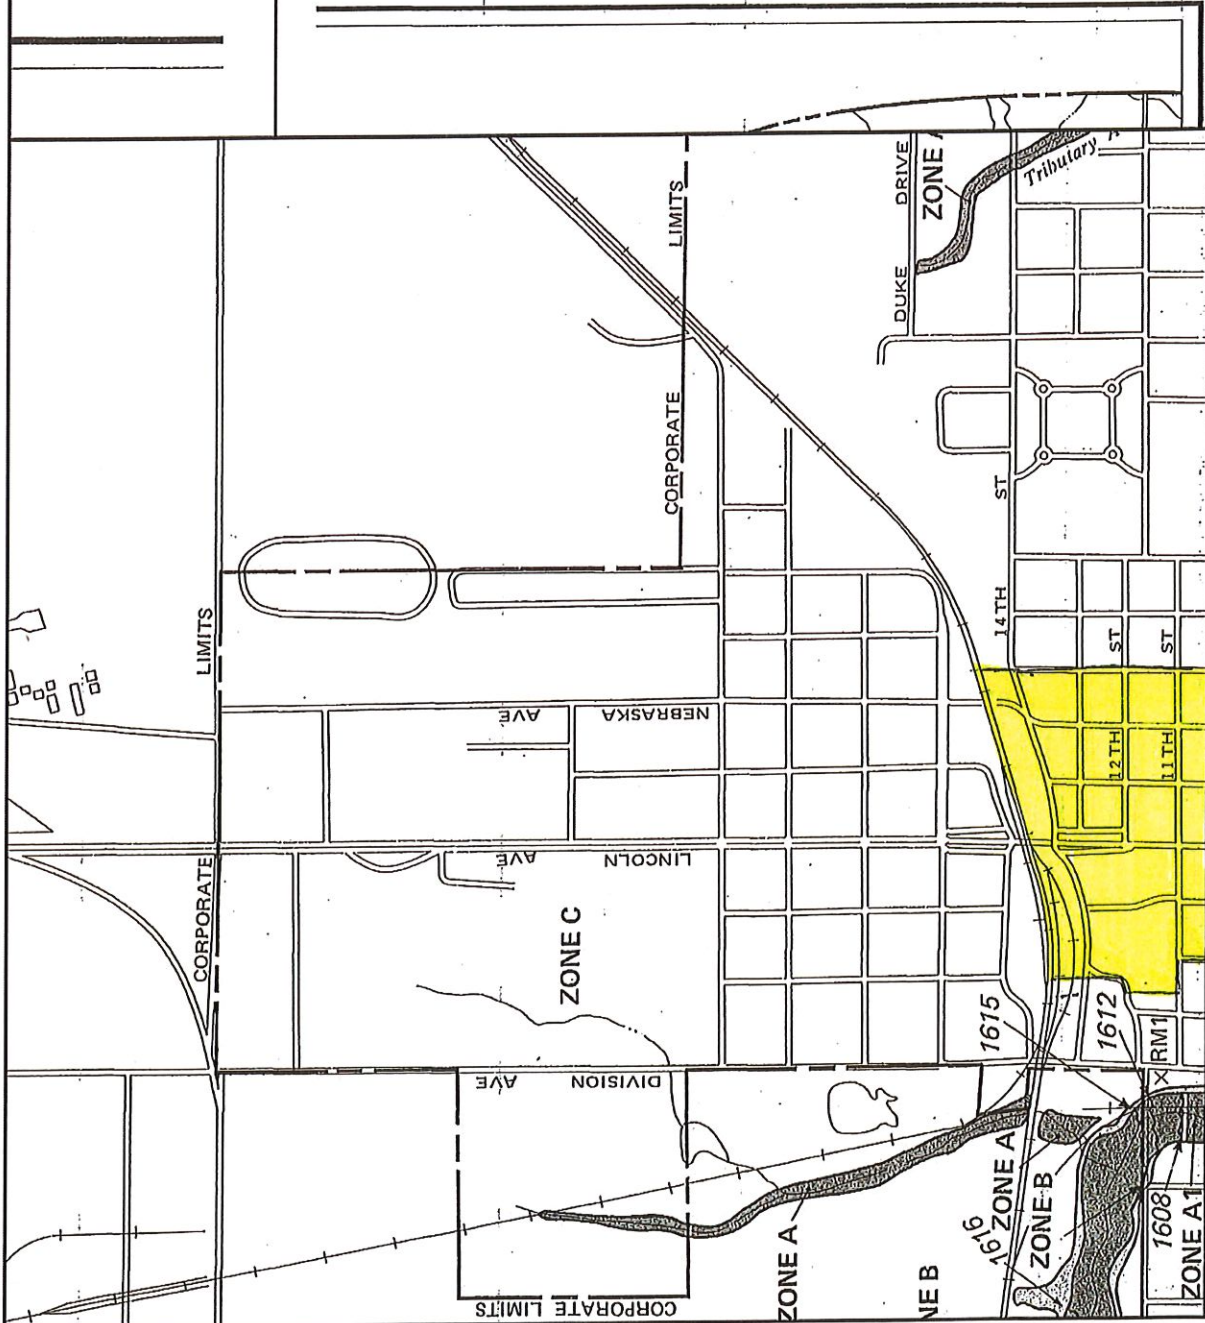 Tributary
DUKE DRIVE
ZONE
LIMITS
CORPORATE
14TH ST
LIMITS
CORPORATE
NEBRASKA AVE
LINCOLN AVE
12TH ST
11TH ST
ZONE C
DIVISION AVE
1615
1612
RM1
ZONE A
ZONE B
1616
1608
ZONE A1
ZONE A
NE B
CORPORATE LIMITS